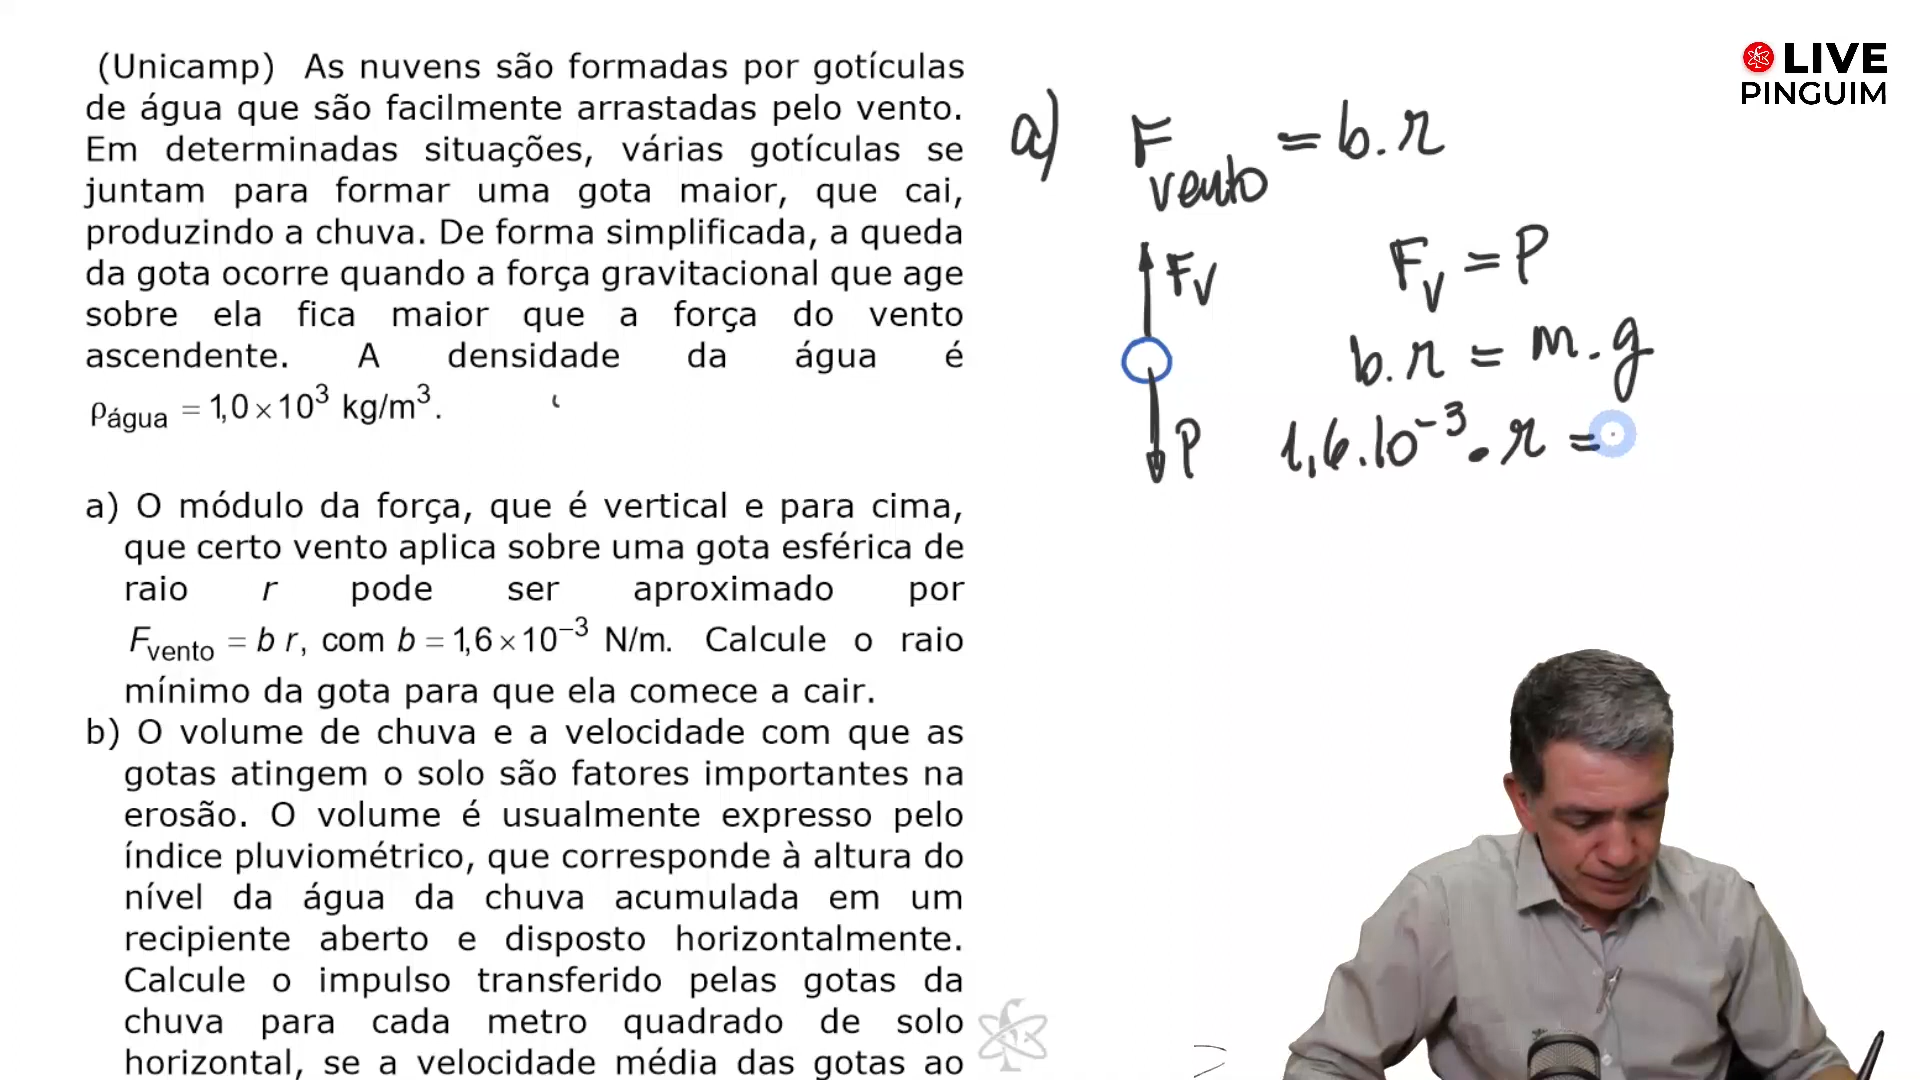 (Unicamp) As nuvens são formadas por gotículas
de água que são facilmente arrastadas pelo vento.
Em determinadas situações, várias gotículas se
juntam para formar uma gota maior, que cai,
produzindo a chuva. De forma simplificada, a queda
da gota ocorre quando a força gravitacional que age
sobre ela fica maior que a força do vento
ascendente. A densidade da água é
ρágua = 1,0×10³ kg/m³.
a) O módulo da força, que é vertical e para cima,
que certo vento aplica sobre uma gota esférica de
raio r pode ser aproximado por
Fvento = b r, com b = 1,6×10⁻³ N/m. Calcule o raio
mínimo da gota para que ela comece a cair.
b) O volume de chuva e a velocidade com que as
gotas atingem o solo são fatores importantes na
erosão. O volume é usualmente expresso pelo
índice pluviométrico, que corresponde à altura do
nível da água da chuva acumulada em um
recipiente aberto e disposto horizontalmente.
Calcule o impulso transferido pelas gotas da
chuva para cada metro quadrado de solo
horizontal, se a velocidade média das gotas ao
LIVE
PINGUIM
a) Fvento = b.r
Fv
Fv = P
b.r = m.g
P
1,6.10⁻³.r =